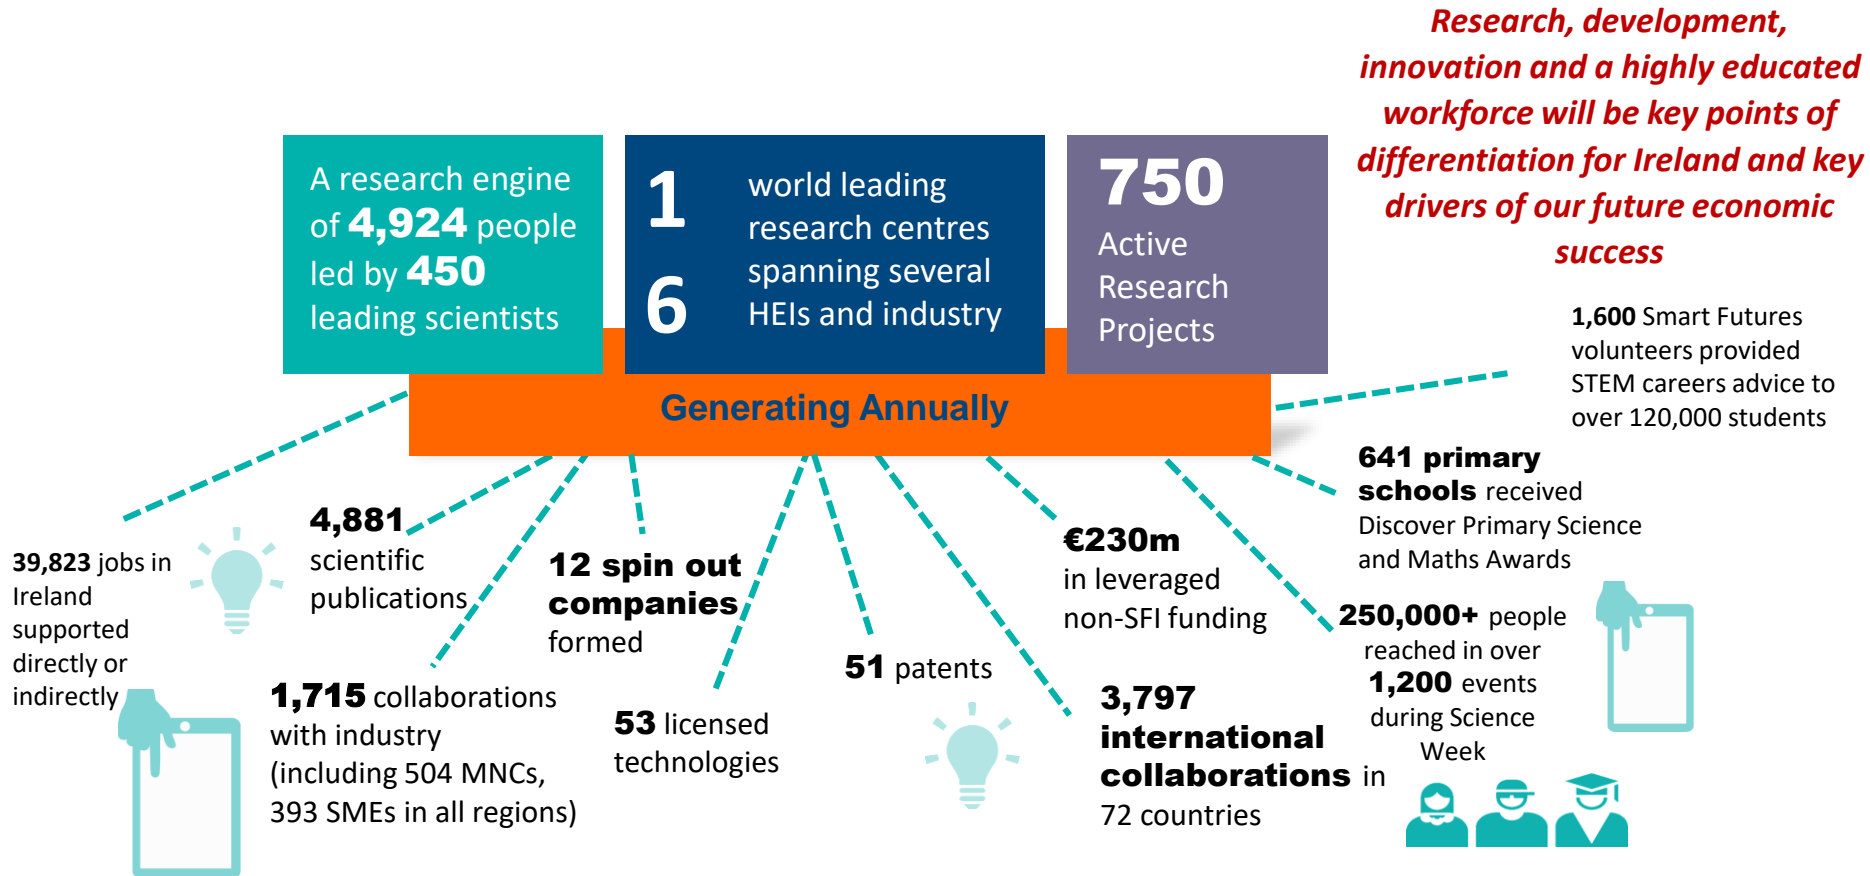 Research, development,
innovation and a highly educated
workforce will be key points of
differentiation for Ireland and key
drivers of our future economic
success
A research engine
of 4,924 people
led by 450
leading scientists
1
6
world leading
research centres
spanning several
HEIs and industry
750
Active
Research
Projects
Generating Annually
1,600 Smart Futures
volunteers provided
STEM careers advice to
over 120,000 students
641 primary
schools received
Discover Primary Science
and Maths Awards
39,823 jobs in
Ireland
supported
directly or
indirectly
4,881
scientific
publications
1,715 collaborations
with industry
(including 504 MNCs,
393 SMEs in all regions)
12 spin out
companies
formed
53 licensed
technologies
51 patents
3,797
international
collaborations in
72 countries
€230m
in leveraged
non-SFI funding
250,000+ people
reached in over
1,200 events
during Science
Week